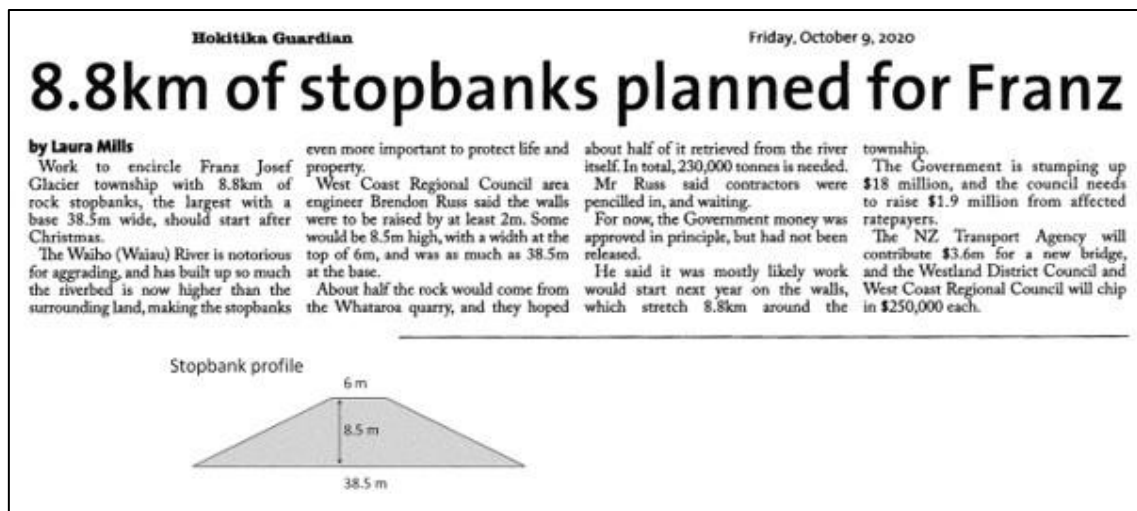 Hokitika Guardian
Friday, October 9, 2020
8.8km of stopbanks planned for Franz
by Laura Mills
Work to encircle Franz Josef
Glacier township with 8.8km of
rock stopbanks, the largest with a
base 38.5m wide, should start after
Christmas.
The Waiho (Waiau) River is notorious
for aggrading, and has built up so much
the riverbed is now higher than the
surrounding land, making the stopbanks
even more important to protect life and
property.
West Coast Regional Council area
engineer Brendon Russ said the walls
were to be raised by at least 2m. Some
would be 8.5m high, with a width at the
top of 6m, and was as much as 38.5m
at the base.
About half the rock would come from
the Whataroa quarry, and they hoped
about half of it retrieved from the river
itself. In total, 230,000 tonnes is needed.
Mr Russ said contractors were
pencilled in, and waiting.
For now, the Government money was
approved in principle, but had not been
released.
He said it was mostly likely work
would start next year on the walls,
which stretch 8.8km around the
township.
The Government is stumping up
$18 million, and the council needs
to raise $1.9 million from affected
ratepayers.
The NZ Transport Agency will
contribute $3.6m for a new bridge,
and the Westland District Council and
West Coast Regional Council will chip
in $250,000 each.
Stopbank profile
6 m
8.5 m
38.5 m